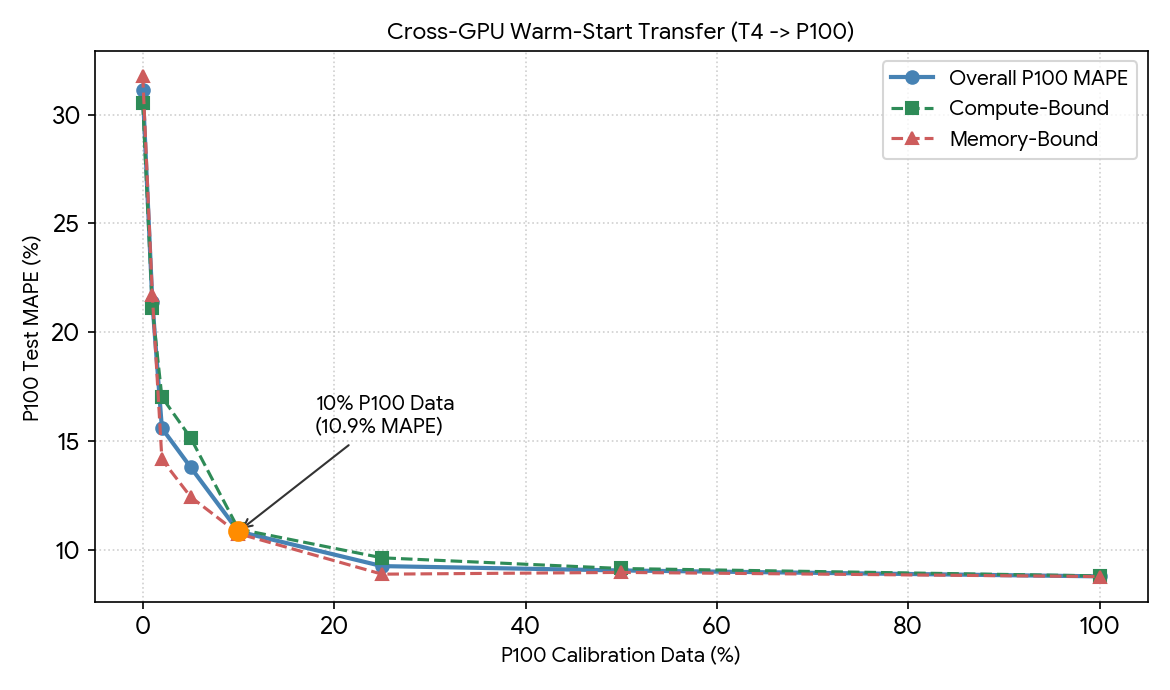 Cross-GPU Warm-Start Transfer (T4 -> P100)
Overall P100 MAPE
Compute-Bound
Memory-Bound
P100 Test MAPE (%)
30
25
20
15
10
10% P100 Data
(10.9% MAPE)
0
20
40
60
80
100
P100 Calibration Data (%)